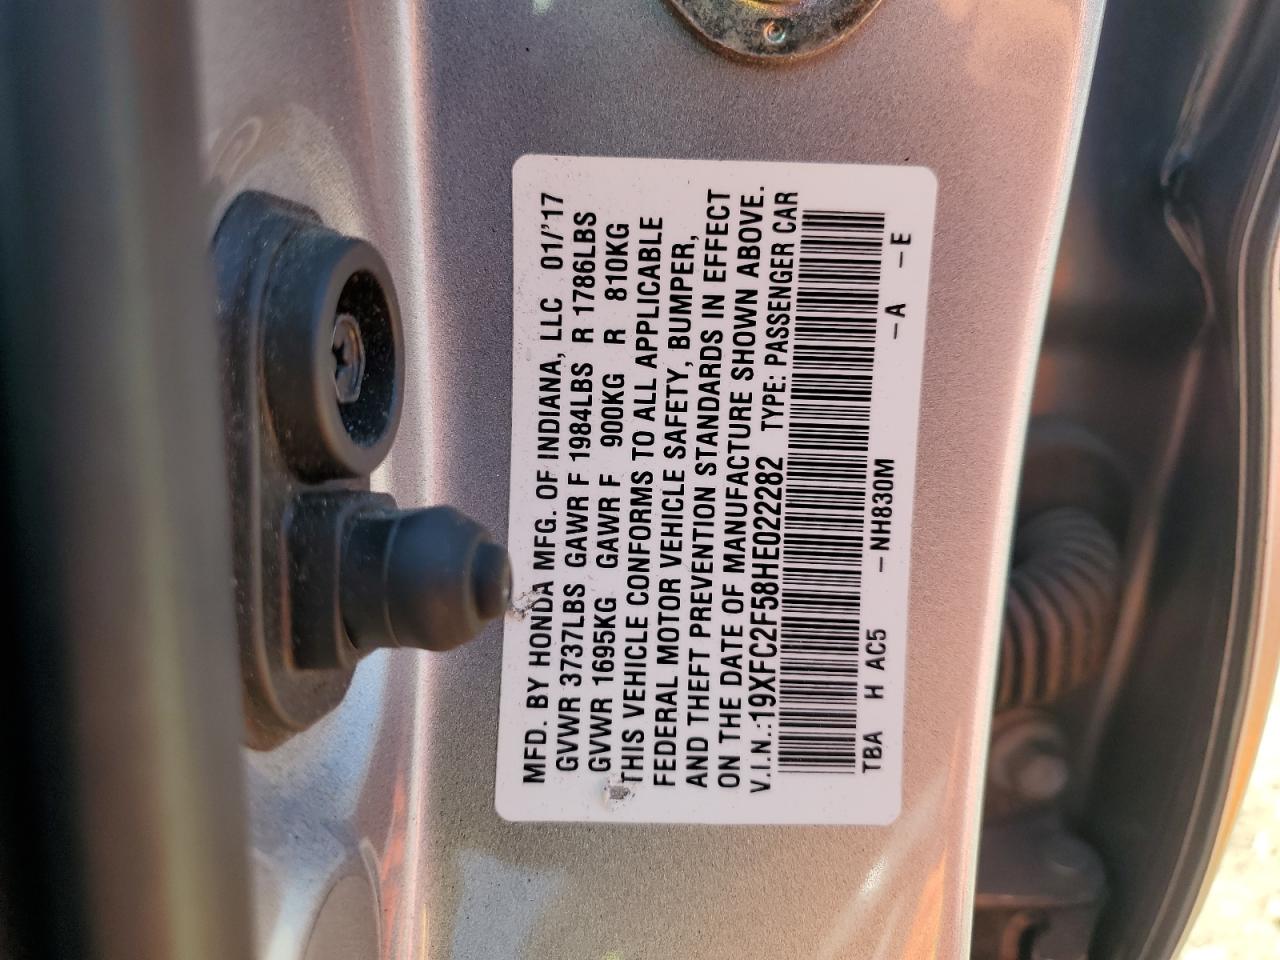 MFD. BY HONDA MFG. OF INDIANA, LLC 01/'17
GVWR 3737LBS GAWR F 1984LBS R 1786LBS
GVWR 1695KG GAWR F 900KG R 810KG
THIS VEHICLE CONFORMS TO ALL APPLICABLE
FEDERAL MOTOR VEHICLE SAFETY, BUMPER,
AND THEFT PREVENTION STANDARDS IN EFFECT
ON THE DATE OF MANUFACTURE SHOWN ABOVE.
V.I.N.:19XFC2F58HE022282 TYPE: PASSENGER CAR
TBA H AC5 -NH830M -A -E